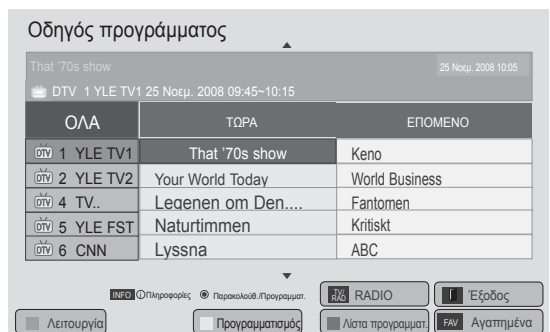 Οδηγός προγράμματος
That '70s show 25 Νοεμ. 2008 10:05
DTV 1 YLE TV1 25 Νοεμ. 2008 09:45~10:15
ΟΛΑ ΤΩΡΑ ΕΠΟΜΕΝΟ
DTV 1 YLE TV1 That '70s show Keno
DTV 2 YLE TV2 Your World Today World Business
DTV 4 TV.. Legenen om Den.... Fantomen
DTV 5 YLE FST Naturtimmen Kritiskt
DTV 6 CNN Lyssna ABC
INFO i Πληροφορίες Παρακολούθ./Προγραμματ. TV/RAD RADIO Έξοδος
Λειτουργία Προγραμματισμός Λίστα προγραμματ. FAV Αγαπημένα